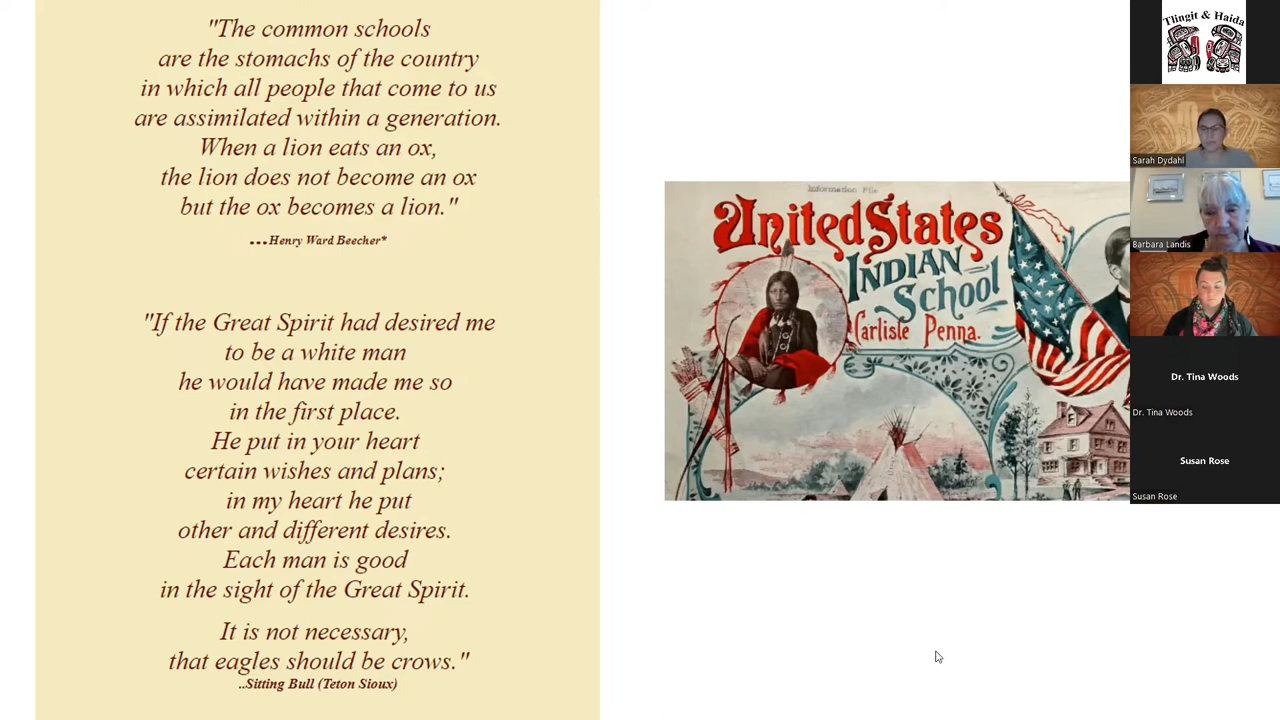 "The common schools
are the stomachs of the country
in which all people that come to us
are assimilated within a generation.
When a lion eats an ox,
the lion does not become an ox
but the ox becomes a lion."
...Henry Ward Beecher*
"If the Great Spirit had desired me
to be a white man
he would have made me so
in the first place.
He put in your heart
certain wishes and plans;
in my heart he put
other and different desires.
Each man is good
in the sight of the Great Spirit.
It is not necessary,
that eagles should be crows."
..Sitting Bull (Teton Sioux)
Information File
United States
INDIAN
School
Carlisle Penna.
Tlingit & Haida
Sarah Dydahl
Barbara Landis
Dr. Tina Woods
Dr. Tina Woods
Susan Rose
Susan Rose